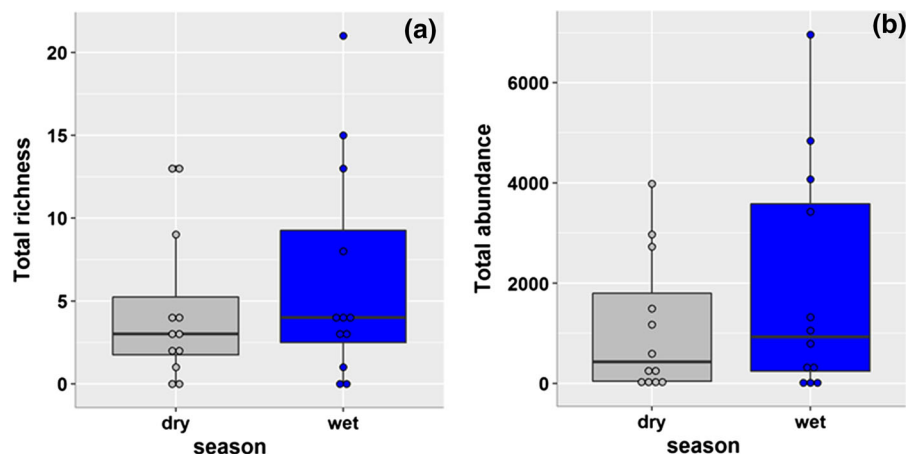 (a)
Total richness
20
15
10
5
0
dry wet
season
(b)
Total abundance
6000
4000
2000
0
dry wet
season